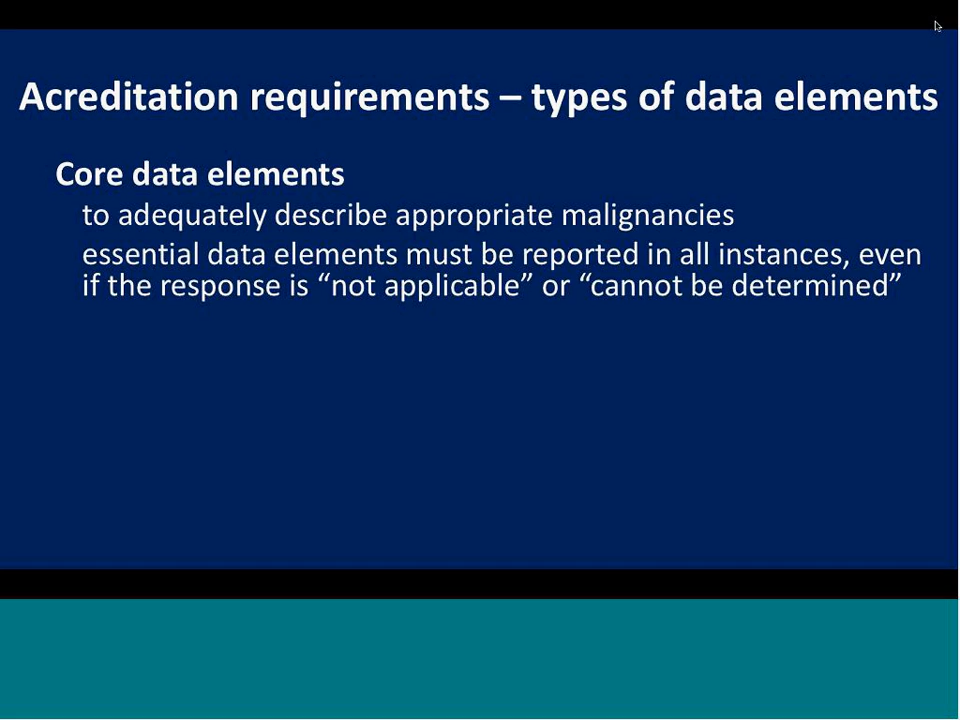 Acreditation requirements – types of data elements
Core data elements
to adequately describe appropriate malignancies
essential data elements must be reported in all instances, even
if the response is “not applicable” or “cannot be determined”